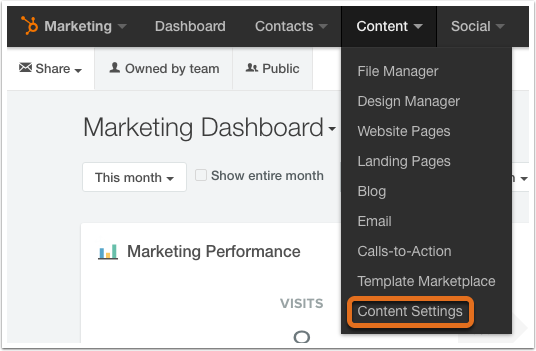 Marketing Dashboard Contacts Content Social
Share Owned by team Public
File Manager
Design Manager
Website Pages
Landing Pages
Blog
Email
Calls-to-Action
Template Marketplace
Content Settings
Marketing Dashboard
This month Show entire month
Marketing Performance
VISITS